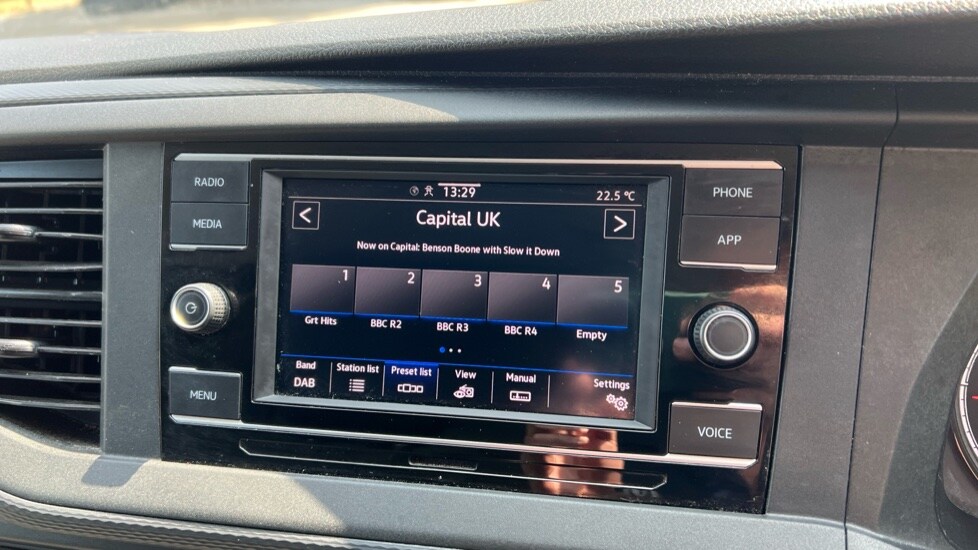 RADIO
MEDIA
MENU
13:29
22.5 °C
<
Capital UK
>
Now on Capital: Benson Boone with Slow it Down
1 2 3 4 5
Grt Hits BBC R2 BBC R3 BBC R4 Empty
Band Station list Preset list View Manual Settings
DAB
PHONE
APP
VOICE